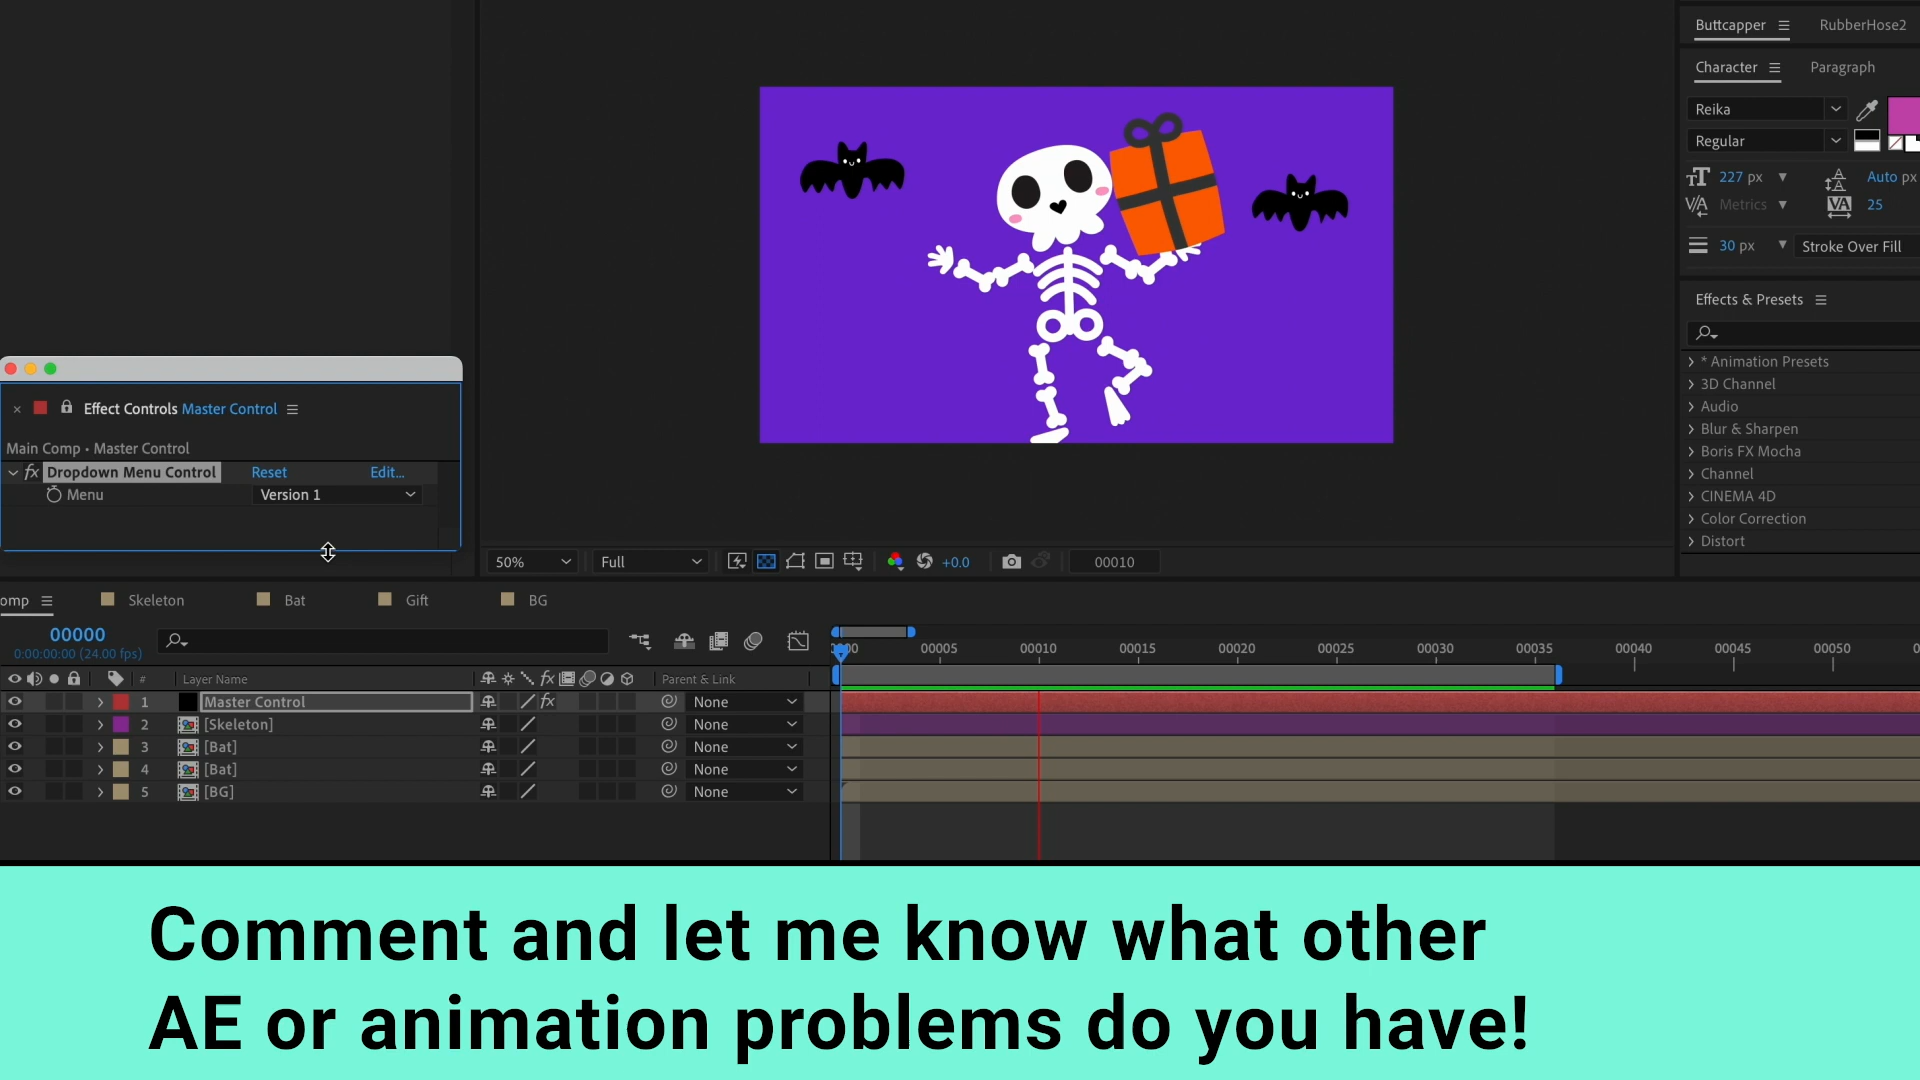 Buttcapper RubberHose2
Character Paragraph
Reika
Regular
227 px Auto px
Metrics 25
30 px Stroke Over Fill
Effects & Presets
* Animation Presets
3D Channel
Audio
Blur & Sharpen
Boris FX Mocha
Channel
CINEMA 4D
Color Correction
Distort
Effect Controls Master Control
Main Comp • Master Control
fx Dropdown Menu Control Reset Edit...
Menu Version 1
50% Full +0.0 00010
omp Skeleton Bat Gift BG
00000
0:00:00:00 (24.00 fps)
00005 00010 00015 00020 00025 00030 00035 00040 00045 00050
# Layer Name fx Parent & Link
1 Master Control fx None
2 [Skeleton] None
3 [Bat] None
4 [Bat] None
5 [BG] None
Comment and let me know what other
AE or animation problems do you have!